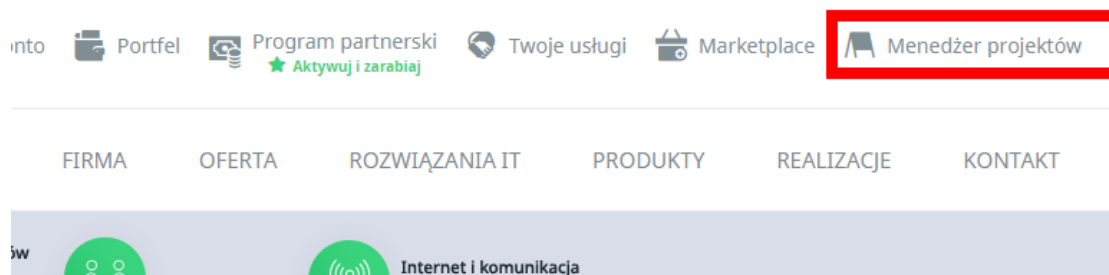 Portfel
Program partnerski
Aktywuj i zarabiaj
Twoje usługi
Marketplace
Menedżer projektów
FIRMA OFERTA ROZWIĄZANIA IT PRODUKTY REALIZACJE KONTAKT
Internet i komunikacja